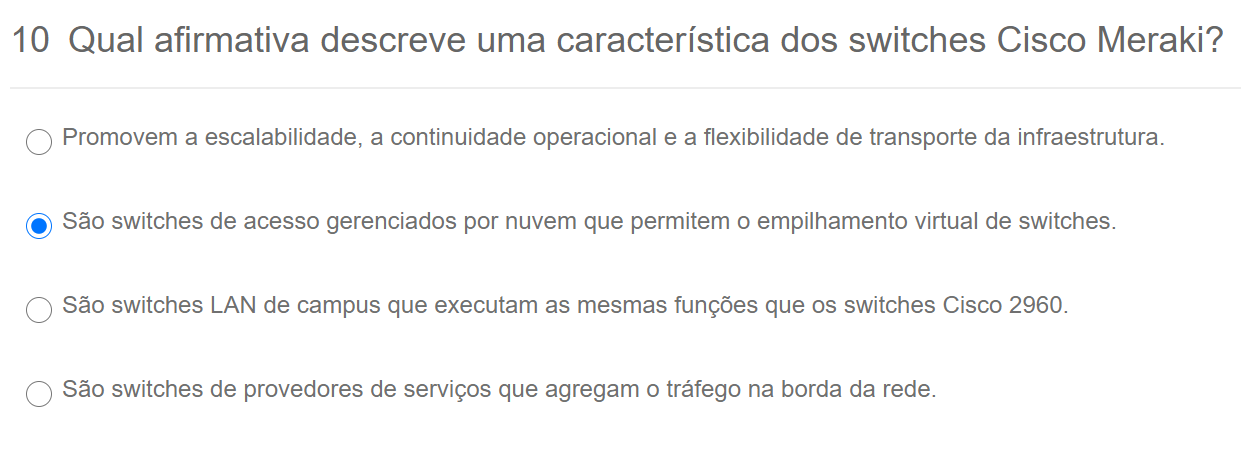 10 Qual afirmativa descreve uma característica dos switches Cisco Meraki?
Promovem a escalabilidade, a continuidade operacional e a flexibilidade de transporte da infraestrutura.
São switches de acesso gerenciados por nuvem que permitem o empilhamento virtual de switches.
São switches LAN de campus que executam as mesmas funções que os switches Cisco 2960.
São switches de provedores de serviços que agregam o tráfego na borda da rede.